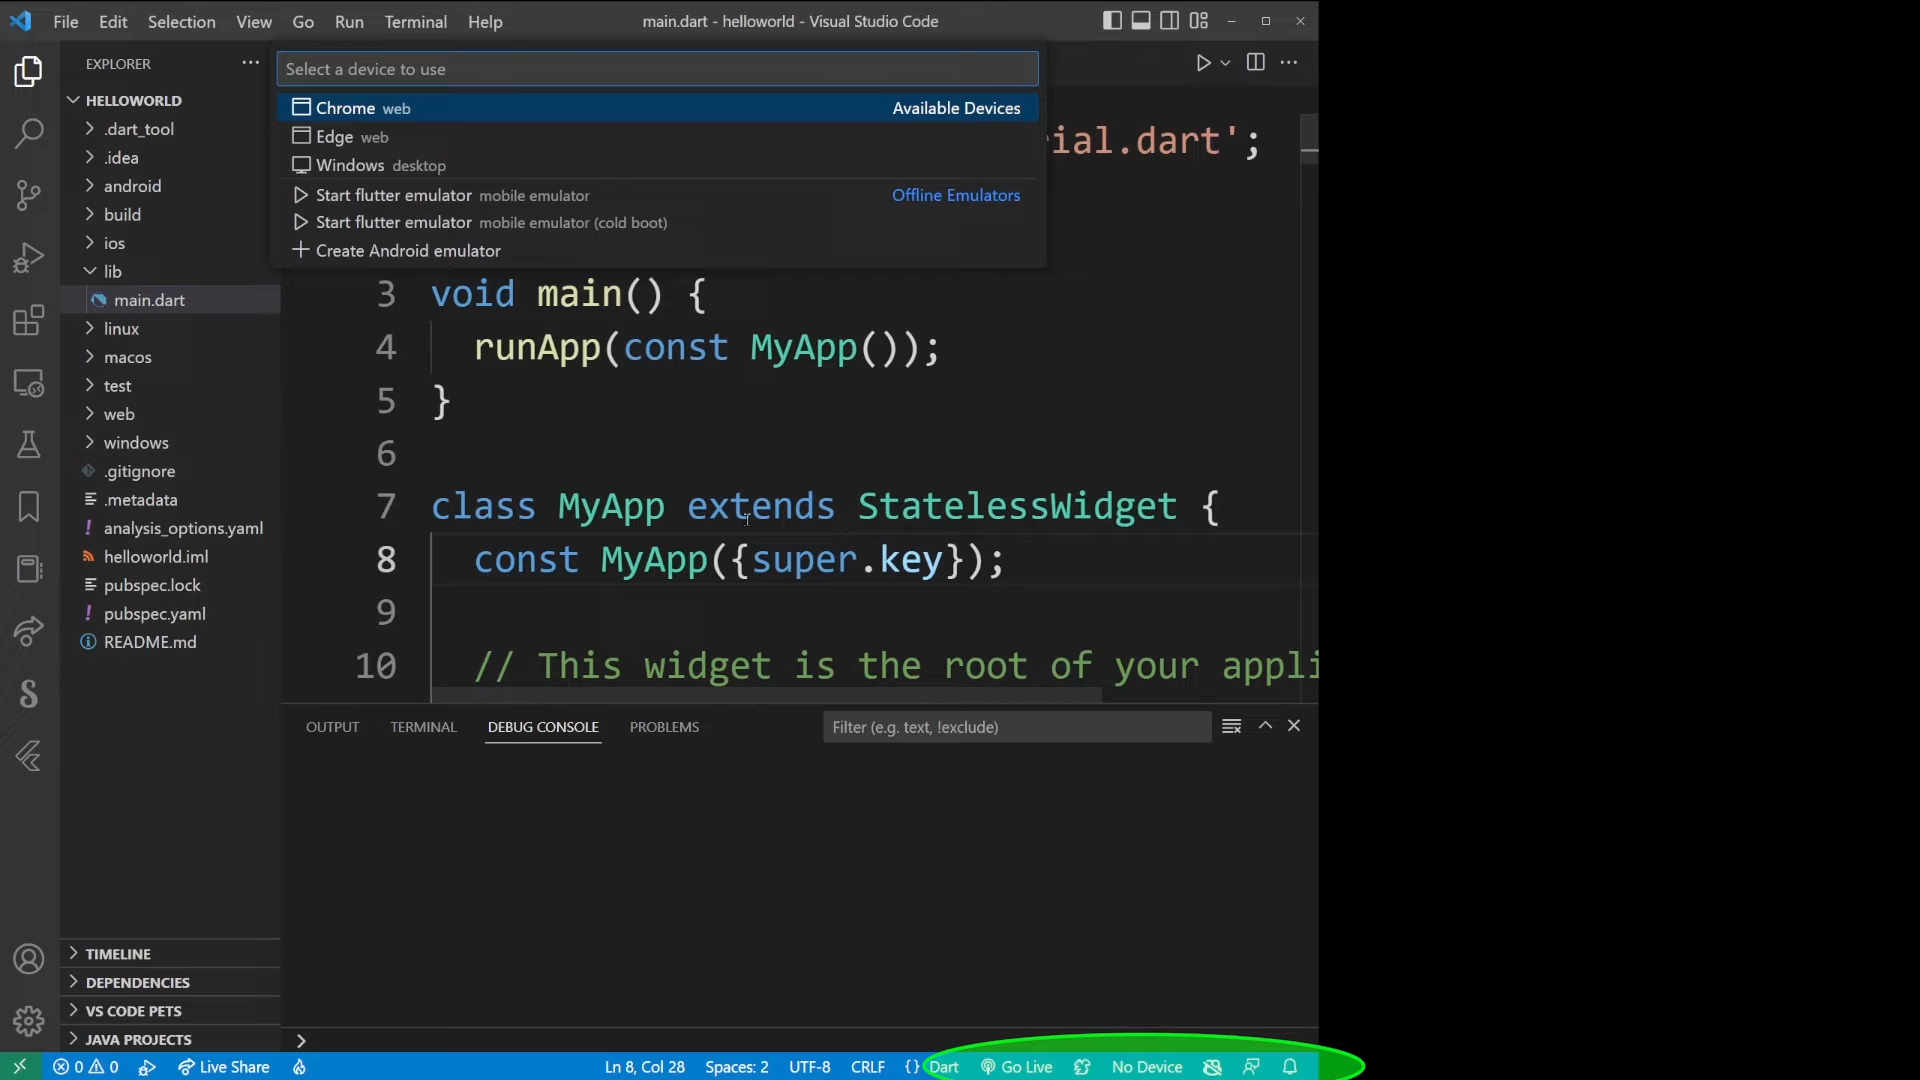 File Edit Selection View Go Run Terminal Help main.dart - helloworld - Visual Studio Code
EXPLORER
Select a device to use
HELLOWORLD
Chrome web Available Devices
.dart_tool
Edge web
rial.dart';
.idea
Windows desktop
android
Start flutter emulator mobile emulator Offline Emulators
build
Start flutter emulator mobile emulator (cold boot)
ios
Create Android emulator
lib
main.dart
3 void main() {
linux
4 runApp(const MyApp());
macos
test
5 }
web
windows
6
.gitignore
.metadata
7 class MyApp extends StatelessWidget {
analysis_options.yaml
helloworld.iml
8 const MyApp({super.key});
pubspec.lock
pubspec.yaml
9
README.md
10 // This widget is the root of your appli
OUTPUT TERMINAL DEBUG CONSOLE PROBLEMS Filter (e.g. text, !exclude)
TIMELINE
DEPENDENCIES
VS CODE PETS
JAVA PROJECTS
0 0 Live Share Ln 8, Col 28 Spaces: 2 UTF-8 CRLF {} Dart Go Live No Device